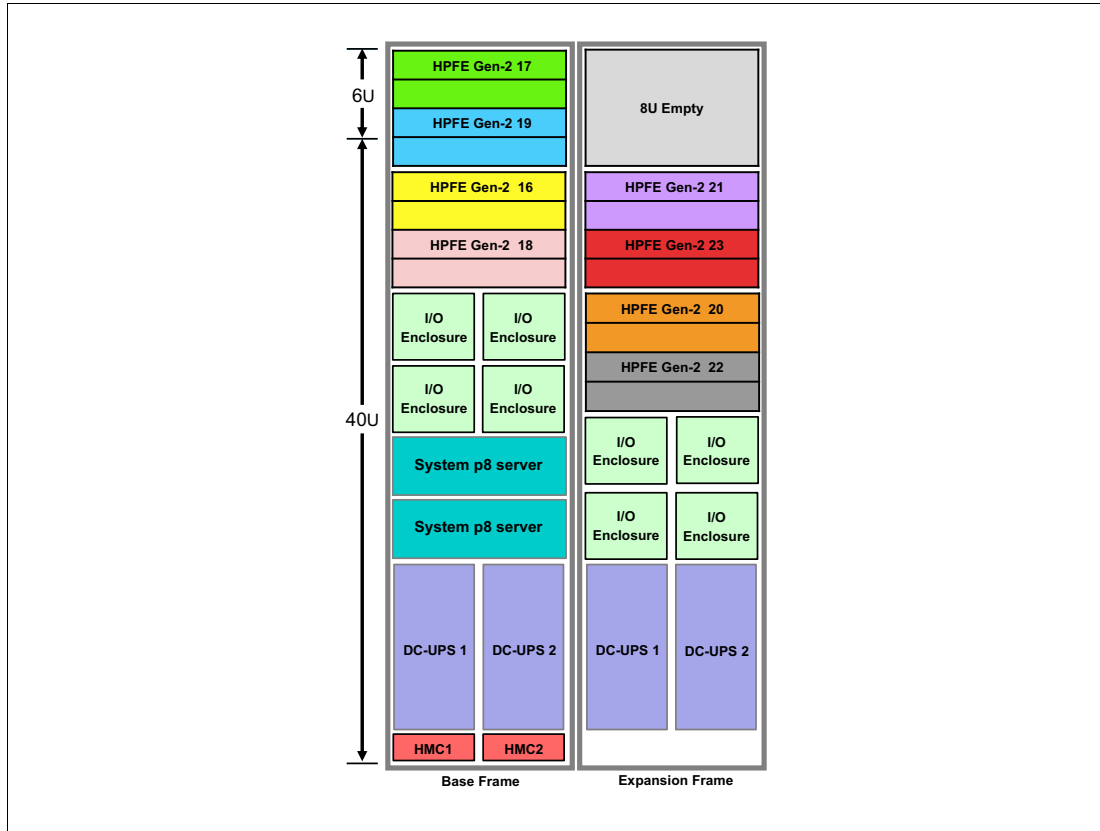 6U
40U
HPFE Gen-2 17
HPFE Gen-2 19
HPFE Gen-2 16
HPFE Gen-2 18
I/O
Enclosure
I/O
Enclosure
I/O
Enclosure
I/O
Enclosure
System p8 server
System p8 server
DC-UPS 1
DC-UPS 2
HMC1
HMC2
Base Frame
8U Empty
HPFE Gen-2 21
HPFE Gen-2 23
HPFE Gen-2 20
HPFE Gen-2 22
I/O
Enclosure
I/O
Enclosure
I/O
Enclosure
I/O
Enclosure
DC-UPS 1
DC-UPS 2
Expansion Frame